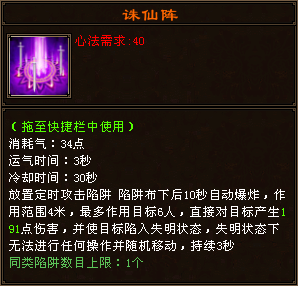 诛仙阵
心法需求:40
（拖至快捷栏中使用）
消耗气：34点
运气时间：3秒
冷却时间：30秒
放置定时攻击陷阱 陷阱布下后10秒自动爆炸，作
用范围4米，最多作用目标6人，直接对目标产生1
91点伤害，并使目标陷入失明状态，失明状态下
无法进行任何操作并随机移动，持续3秒
同类陷阱数目上限：1个